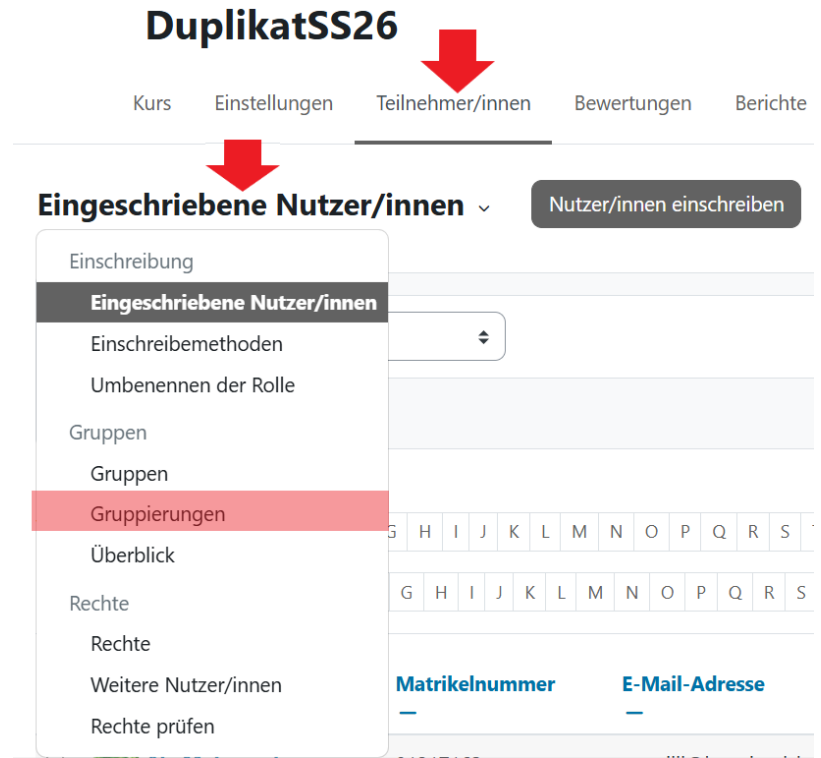 DuplikatSS26
Kurs Einstellungen Teilnehmer/innen Bewertungen Berichte
Eingeschriebene Nutzer/innen Nutzer/innen einschreiben
Einschreibung
Eingeschriebene Nutzer/innen
Einschreibemethoden
Umbenennen der Rolle
Gruppen
Gruppen
Gruppierungen
G H I J K L M N O P Q R S
Überblick
G H I J K L M N O P Q R S
Rechte
Rechte
Weitere Nutzer/innen Matrikelnummer E-Mail-Adresse
Rechte prüfen